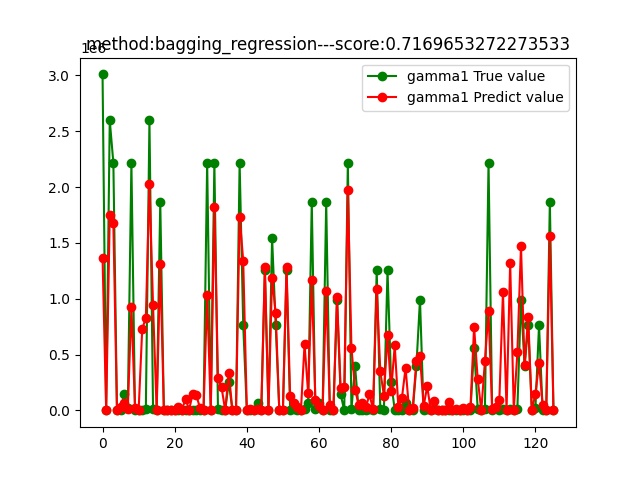 method:bagging_regression---score:0.7169653272273533
1e6
gamma1 True value
gamma1 Predict value
3.0
2.5
2.0
1.5
1.0
0.5
0.0
0 20 40 60 80 100 120